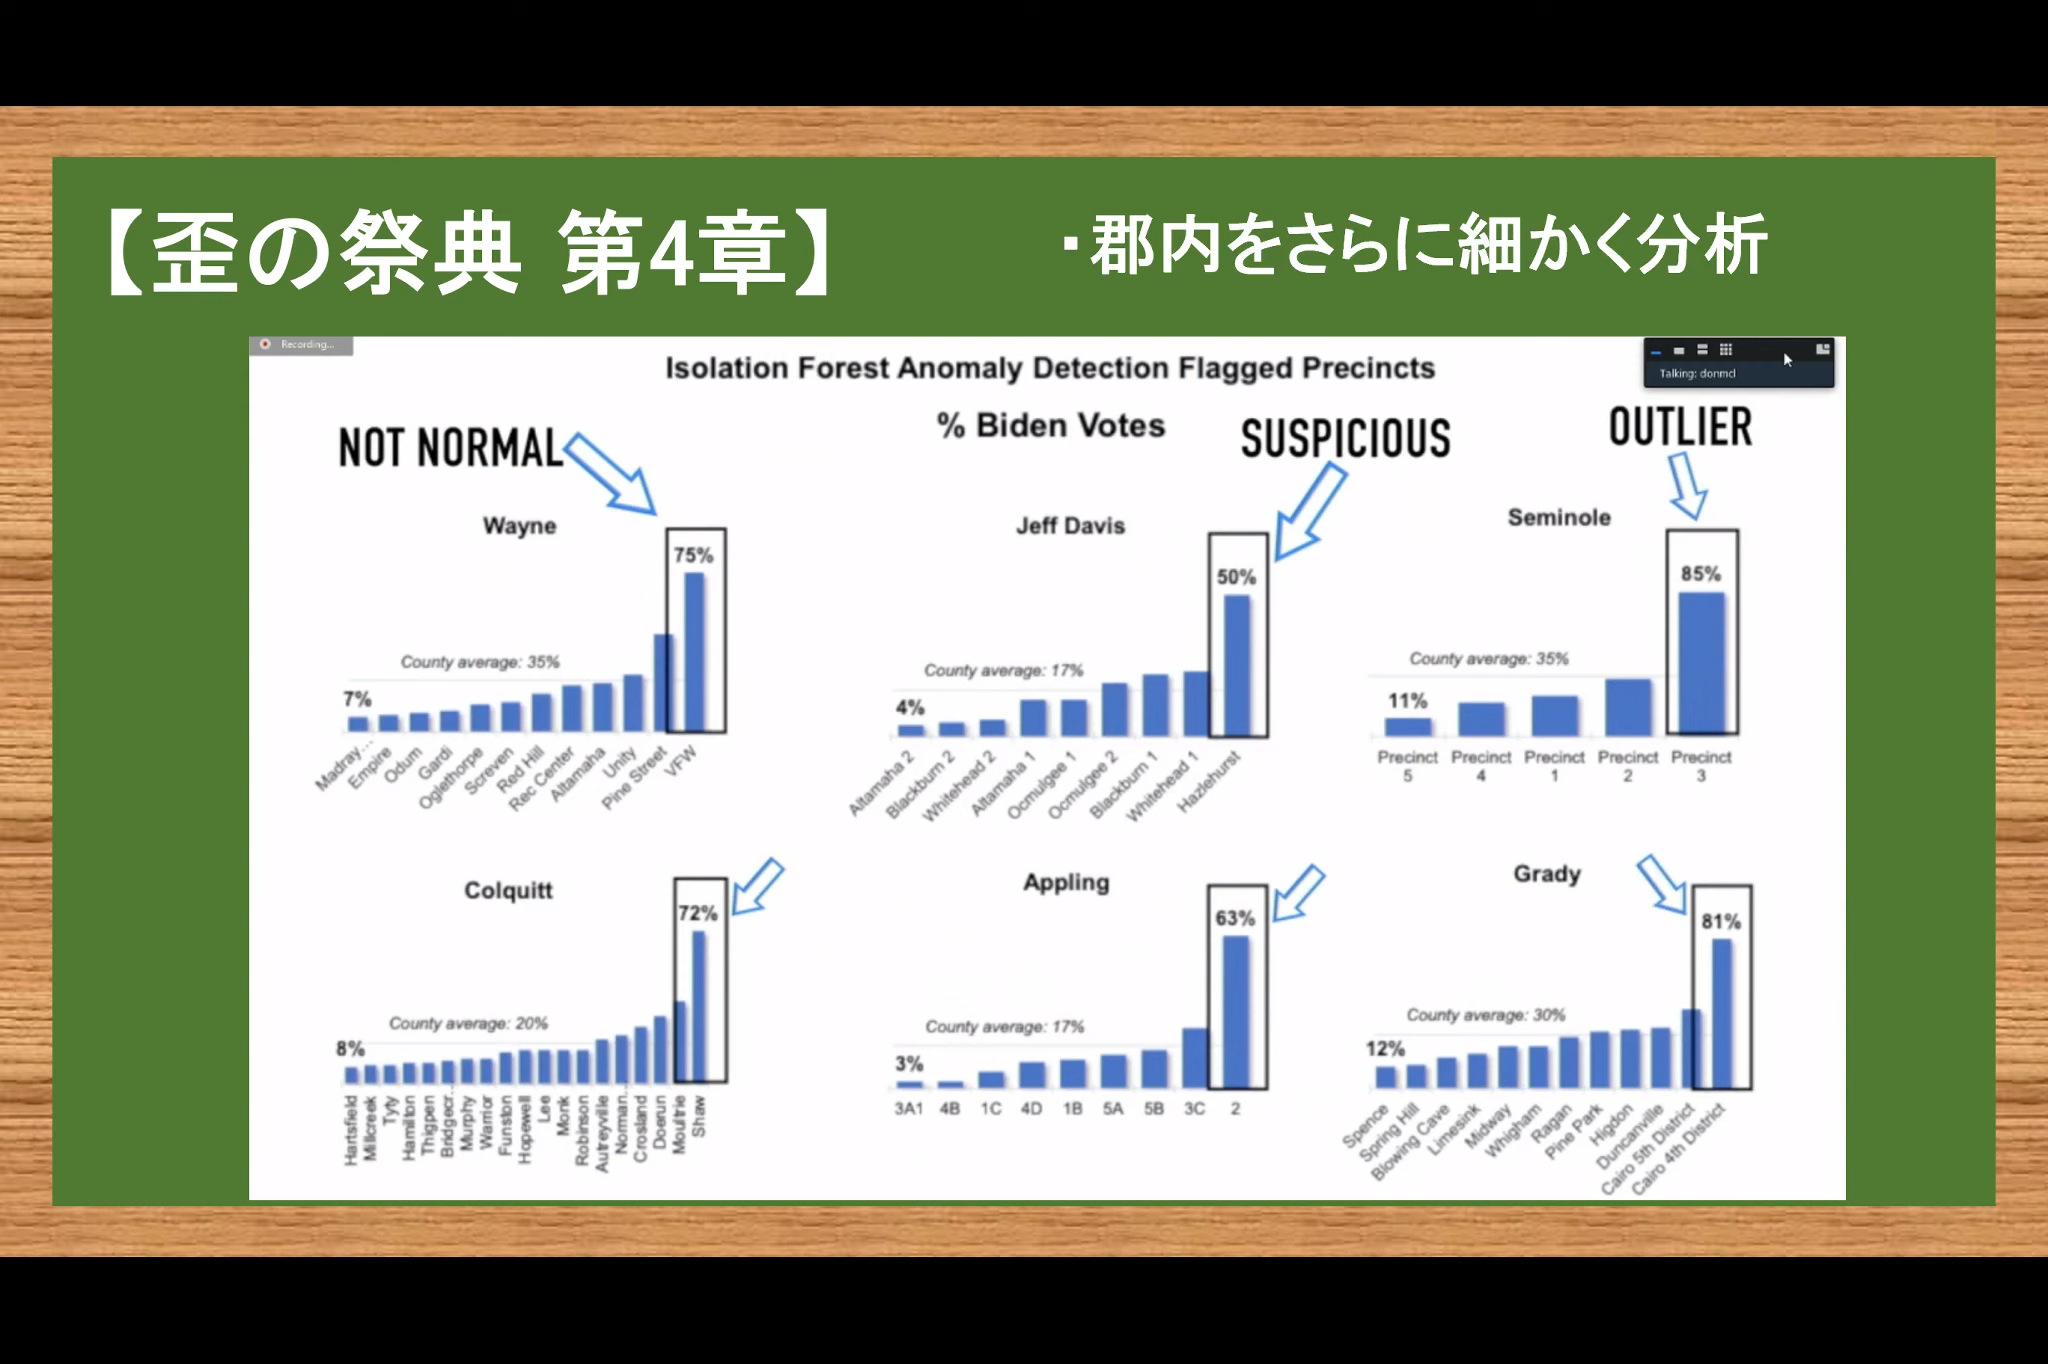 【歪の祭典 第4章】
・郡内をさらに細かく分析
Recording...
Talking: donmcl
Isolation Forest Anomaly Detection Flagged Precincts
% Biden Votes
NOT NORMAL
SUSPICIOUS
OUTLIER
Wayne
75%
County average: 35%
7%
Madray...
Empire
Odum
Gardi
Oglethorpe
Screven
Red Hill
Rec Center
Altamaha
Unity
Pine Street
VFW
Jeff Davis
50%
County average: 17%
4%
Altamaha 2
Blackburn 2
Whitehead 2
Altamaha 1
Ocmulgee 1
Ocmulgee 2
Blackburn 1
Whitehead 1
Hazlehurst
Seminole
85%
County average: 35%
11%
Precinct
5
Precinct
4
Precinct
1
Precinct
2
Precinct
3
Colquitt
72%
County average: 20%
8%
Hartsfield
Millcreek
Tyty
Hamilton
Thigpen
Bridgecr...
Murphy
Warrior
Funston
Hopewell
Lee
Monk
Robinson
Autreyville
Norman...
Crosland
Doerun
Moultrie
Shaw
Appling
63%
County average: 17%
3%
3A1
4B
1C
4D
1B
5A
5B
3C
2
Grady
81%
County average: 30%
12%
Spence
Spring Hill
Blowing Cave
Limesink
Midway
Whigham
Ragan
Pine Park
Higdon
Duncanville
Cairo 5th District
Cairo 4th District